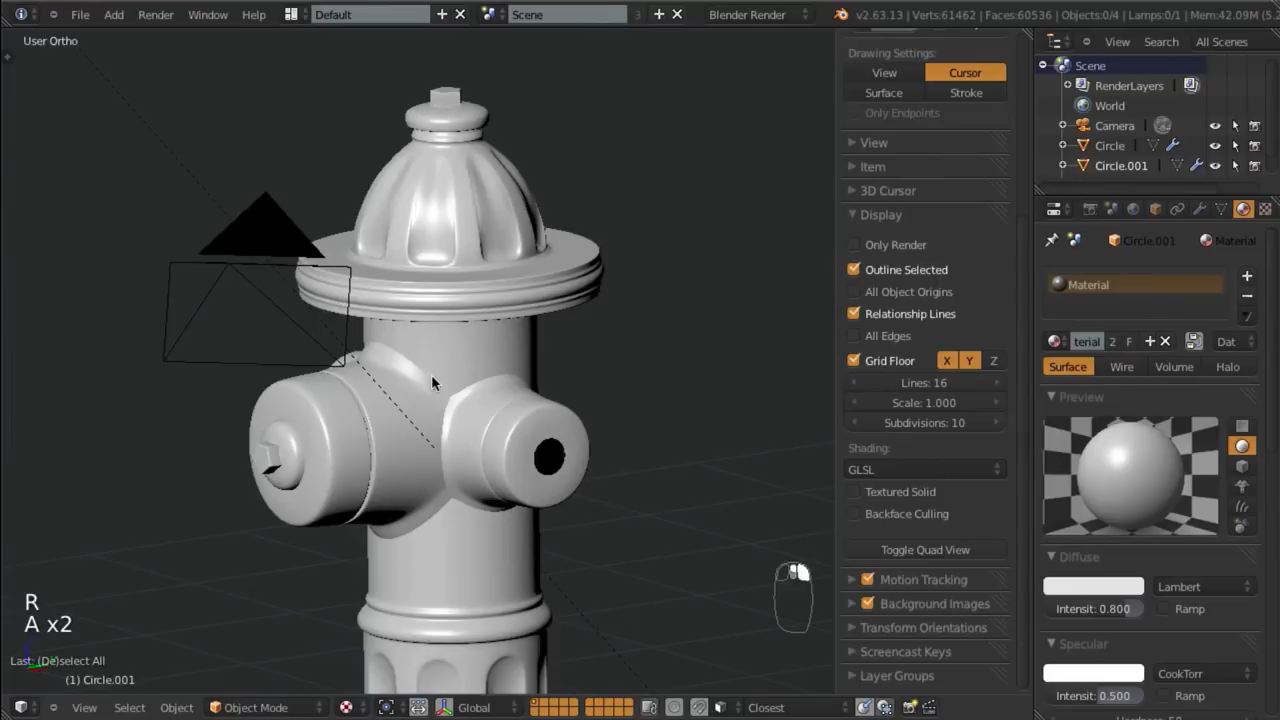 File Add Render Window Help Default Scene 3 Blender Render v2.63.13 | Verts:61462 | Faces:60536 | Objects:0/4 | Lamps:0/1 | Mem:42.09M (5.2
User Ortho
Drawing Settings:
View Cursor
Surface Stroke
Only Endpoints
View
Item
3D Cursor
Display
Only Render
Outline Selected
All Object Origins
Relationship Lines
All Edges
Grid Floor X Y Z
Lines: 16
Scale: 1.000
Subdivisions: 10
Shading:
GLSL
Textured Solid
Backface Culling
Toggle Quad View
Motion Tracking
Background Images
Transform Orientations
Screencast Keys
Layer Groups
View Search All Scenes
Scene
RenderLayers
World
Camera
Circle
Circle.001
Circle.001 Material
Material
terial 2 F Dat
Surface Wire Volume Halo
Preview
Diffuse
Lambert
Intensit: 0.800 Ramp
Specular
CookTorr
Intensit: 0.500 Ramp
R
A x2
Last: (De)select All
(1) Circle.001
View Select Object Object Mode Global Closest